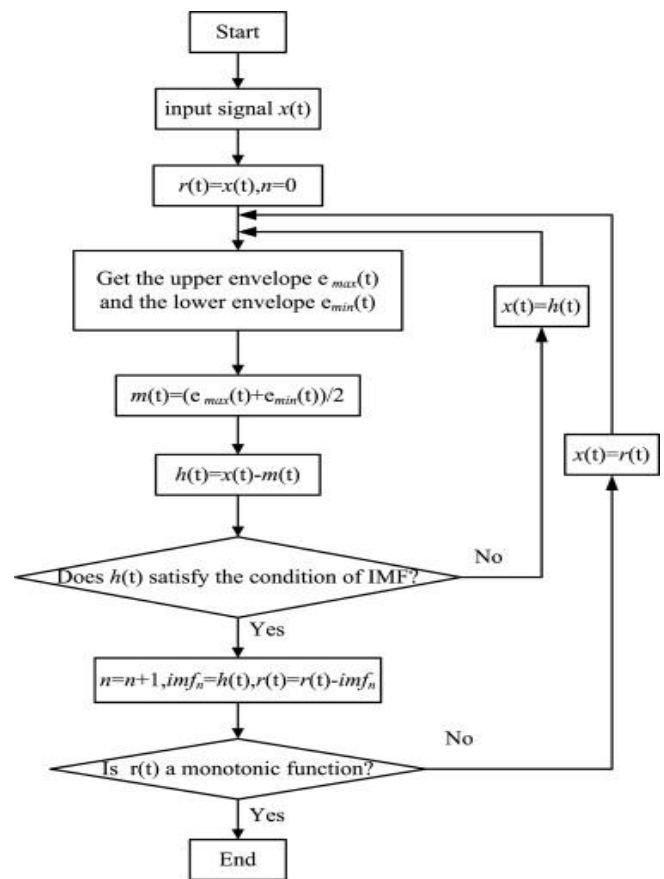 Start
input signal x(t)
r(t)=x(t),n=0
Get the upper envelope e max(t)
and the lower envelope emin(t)
x(t)=h(t)
m(t)=(e max(t)+emin(t))/2
x(t)=r(t)
h(t)=x(t)-m(t)
No
Does h(t) satisfy the condition of IMF?
Yes
n=n+1,imfn=h(t),r(t)=r(t)-imfn
No
Is r(t) a monotonic function?
Yes
End